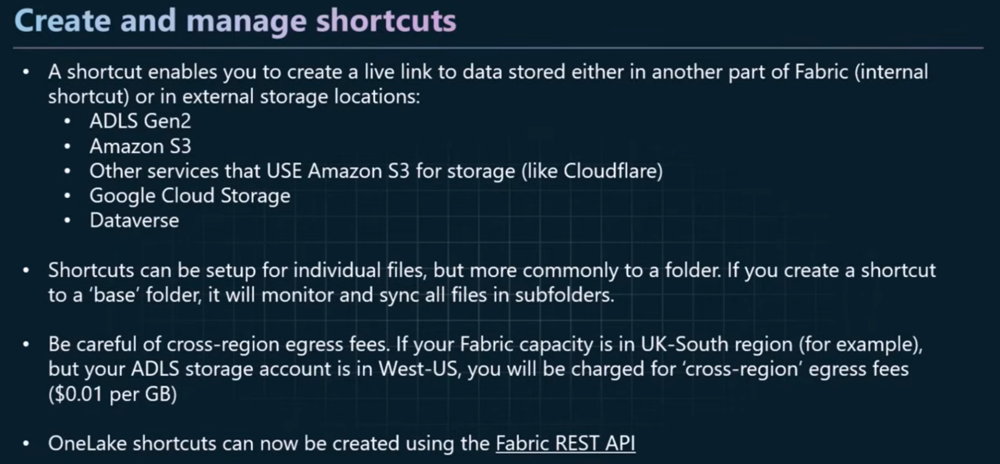 Create and manage shortcuts
• A shortcut enables you to create a live link to data stored either in another part of Fabric (internal
shortcut) or in external storage locations:
• ADLS Gen2
• Amazon S3
• Other services that USE Amazon S3 for storage (like Cloudflare)
• Google Cloud Storage
• Dataverse
• Shortcuts can be setup for individual files, but more commonly to a folder. If you create a shortcut
to a ‘base’ folder, it will monitor and sync all files in subfolders.
• Be careful of cross-region egress fees. If your Fabric capacity is in UK-South region (for example),
but your ADLS storage account is in West-US, you will be charged for ‘cross-region’ egress fees
($0.01 per GB)
• OneLake shortcuts can now be created using the Fabric REST API